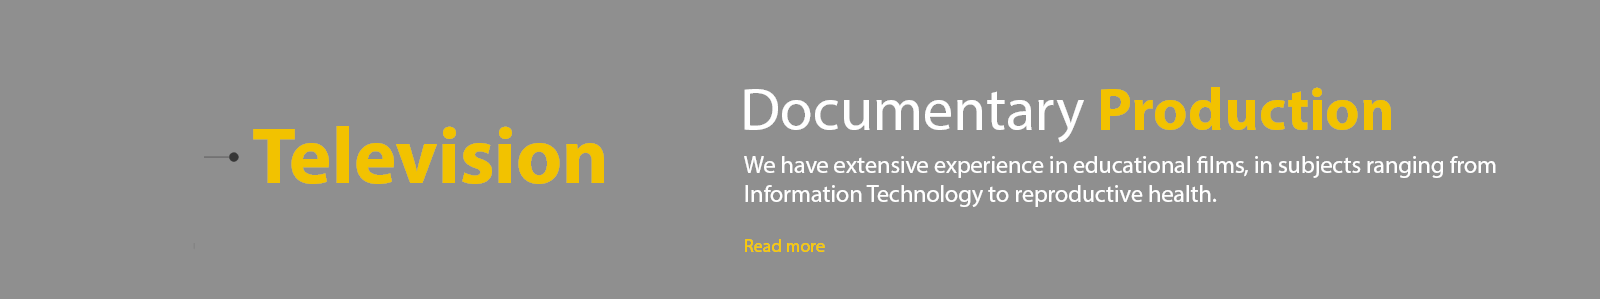 Television
Documentary Production
We have extensive experience in educational films, in subjects ranging from
Information Technology to reproductive health.
Read more